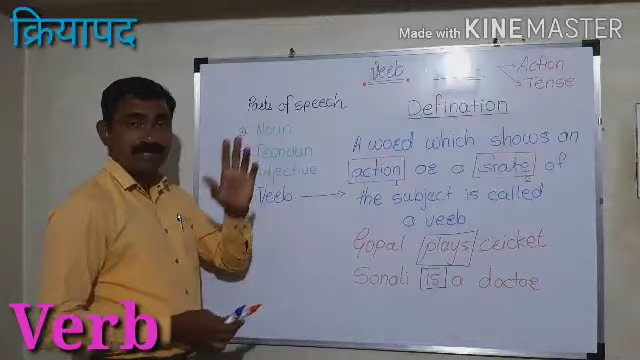 क्रियापद
Made with KINEMASTER
Verb
Action
Tense
Parts of speech
Noun
Pronoun
Adjective
Verb
Defination
A word which shows an
action or a state of
the subject is called
a verb
Gopal plays cricket
Sonali is a doctor
Verb